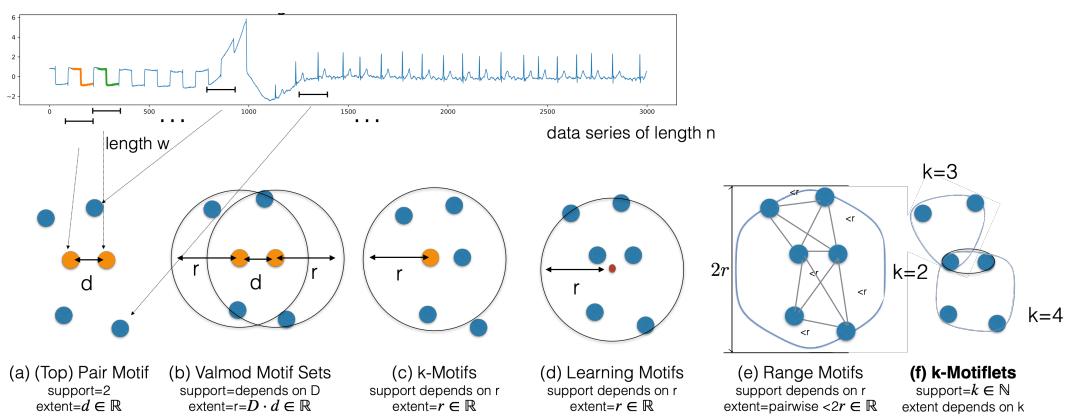 6
4
2
0
−2
0
500
1000
1500
2000
2500
3000
. . .
. . .
length w
data series of length n
d
r
d
r
r
r
2r
<r
<r
<r
<r
<r
k=3
k=2
k=4
(a) (Top) Pair Motif
support=2
extent=d ∈ ℝ
(b) Valmod Motif Sets
support=depends on D
extent=r=D · d ∈ ℝ
(c) k-Motifs
support depends on r
extent=r ∈ ℝ
(d) Learning Motifs
support depends on r
extent=r ∈ ℝ
(e) Range Motifs
support depends on r
extent=pairwise <2r ∈ ℝ
(f) k-Motiflets
support=k ∈ ℕ
extent depends on k